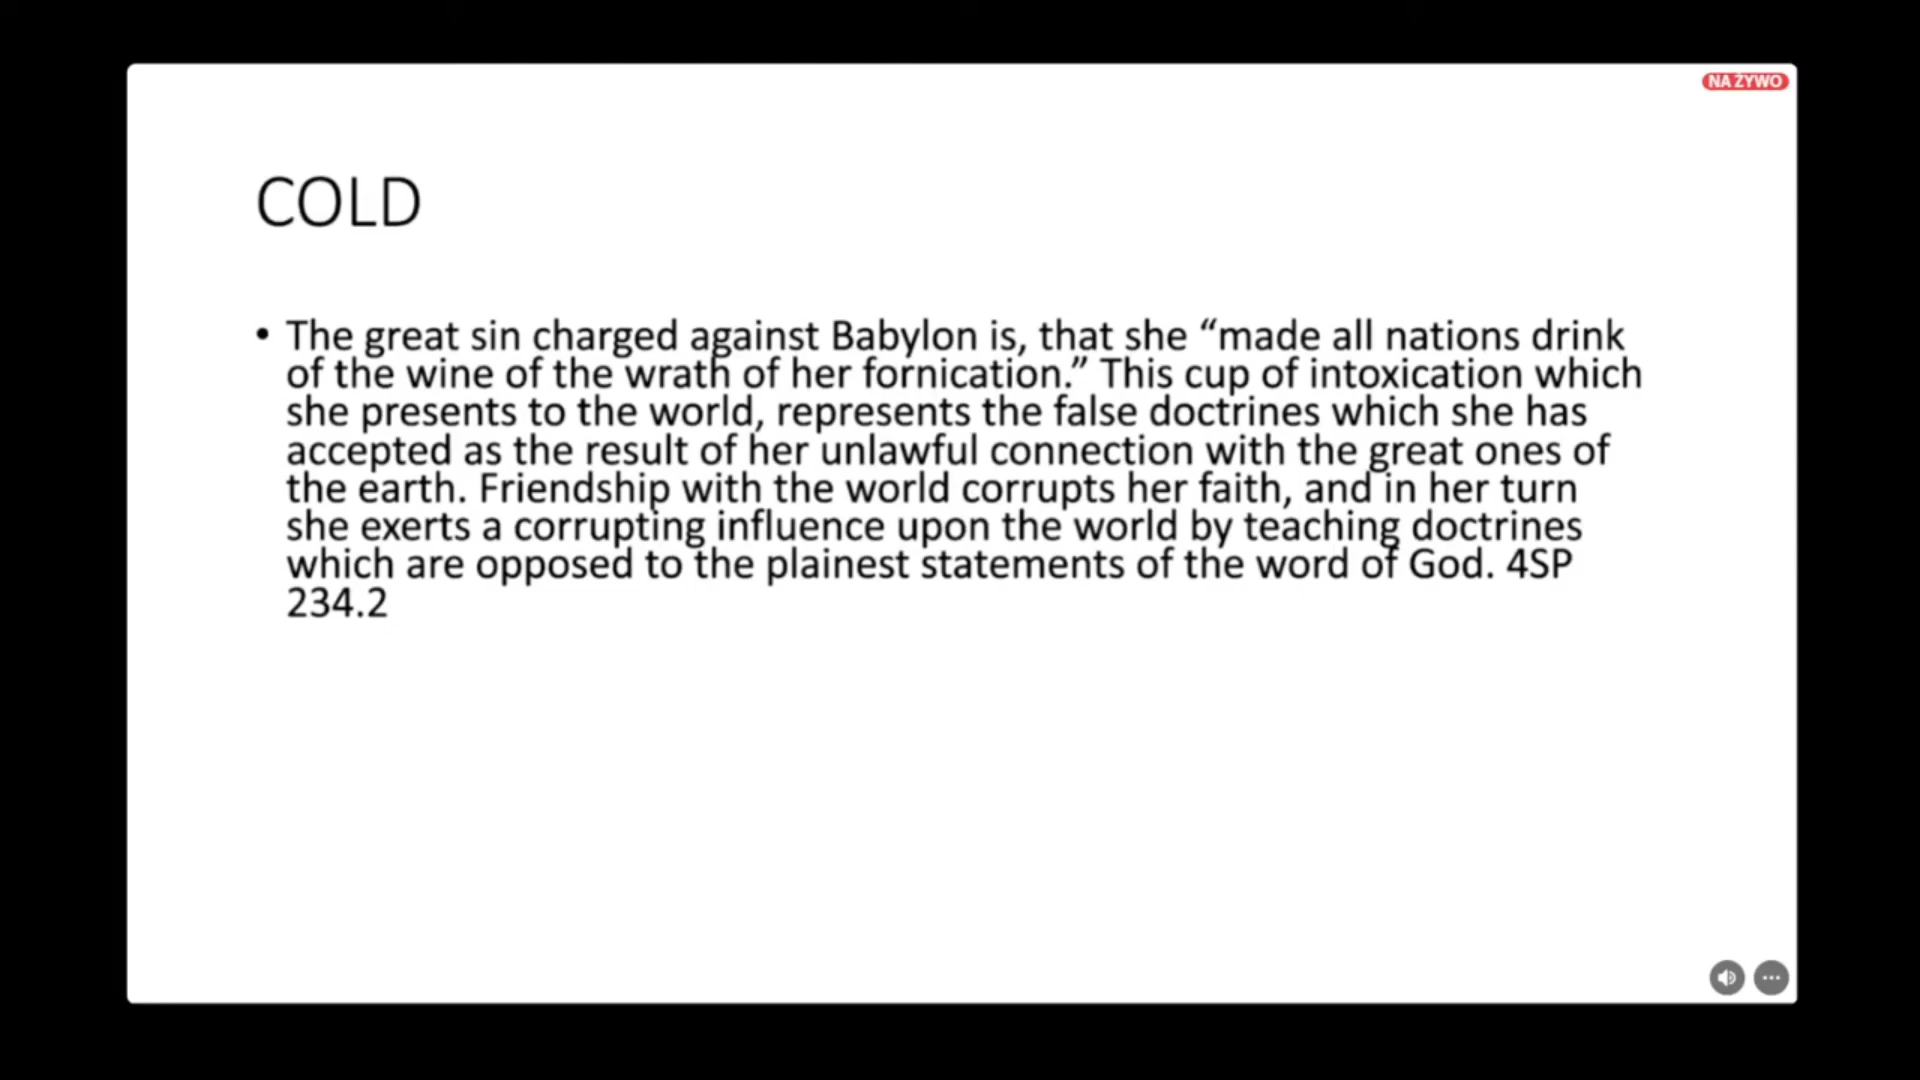 NA ŻYWO
COLD
• The great sin charged against Babylon is, that she “made all nations drink
of the wine of the wrath of her fornication.” This cup of intoxication which
she presents to the world, represents the false doctrines which she has
accepted as the result of her unlawful connection with the great ones of
the earth. Friendship with the world corrupts her faith, and in her turn
she exerts a corrupting influence upon the world by teaching doctrines
which are opposed to the plainest statements of the word of God. 4SP
234.2